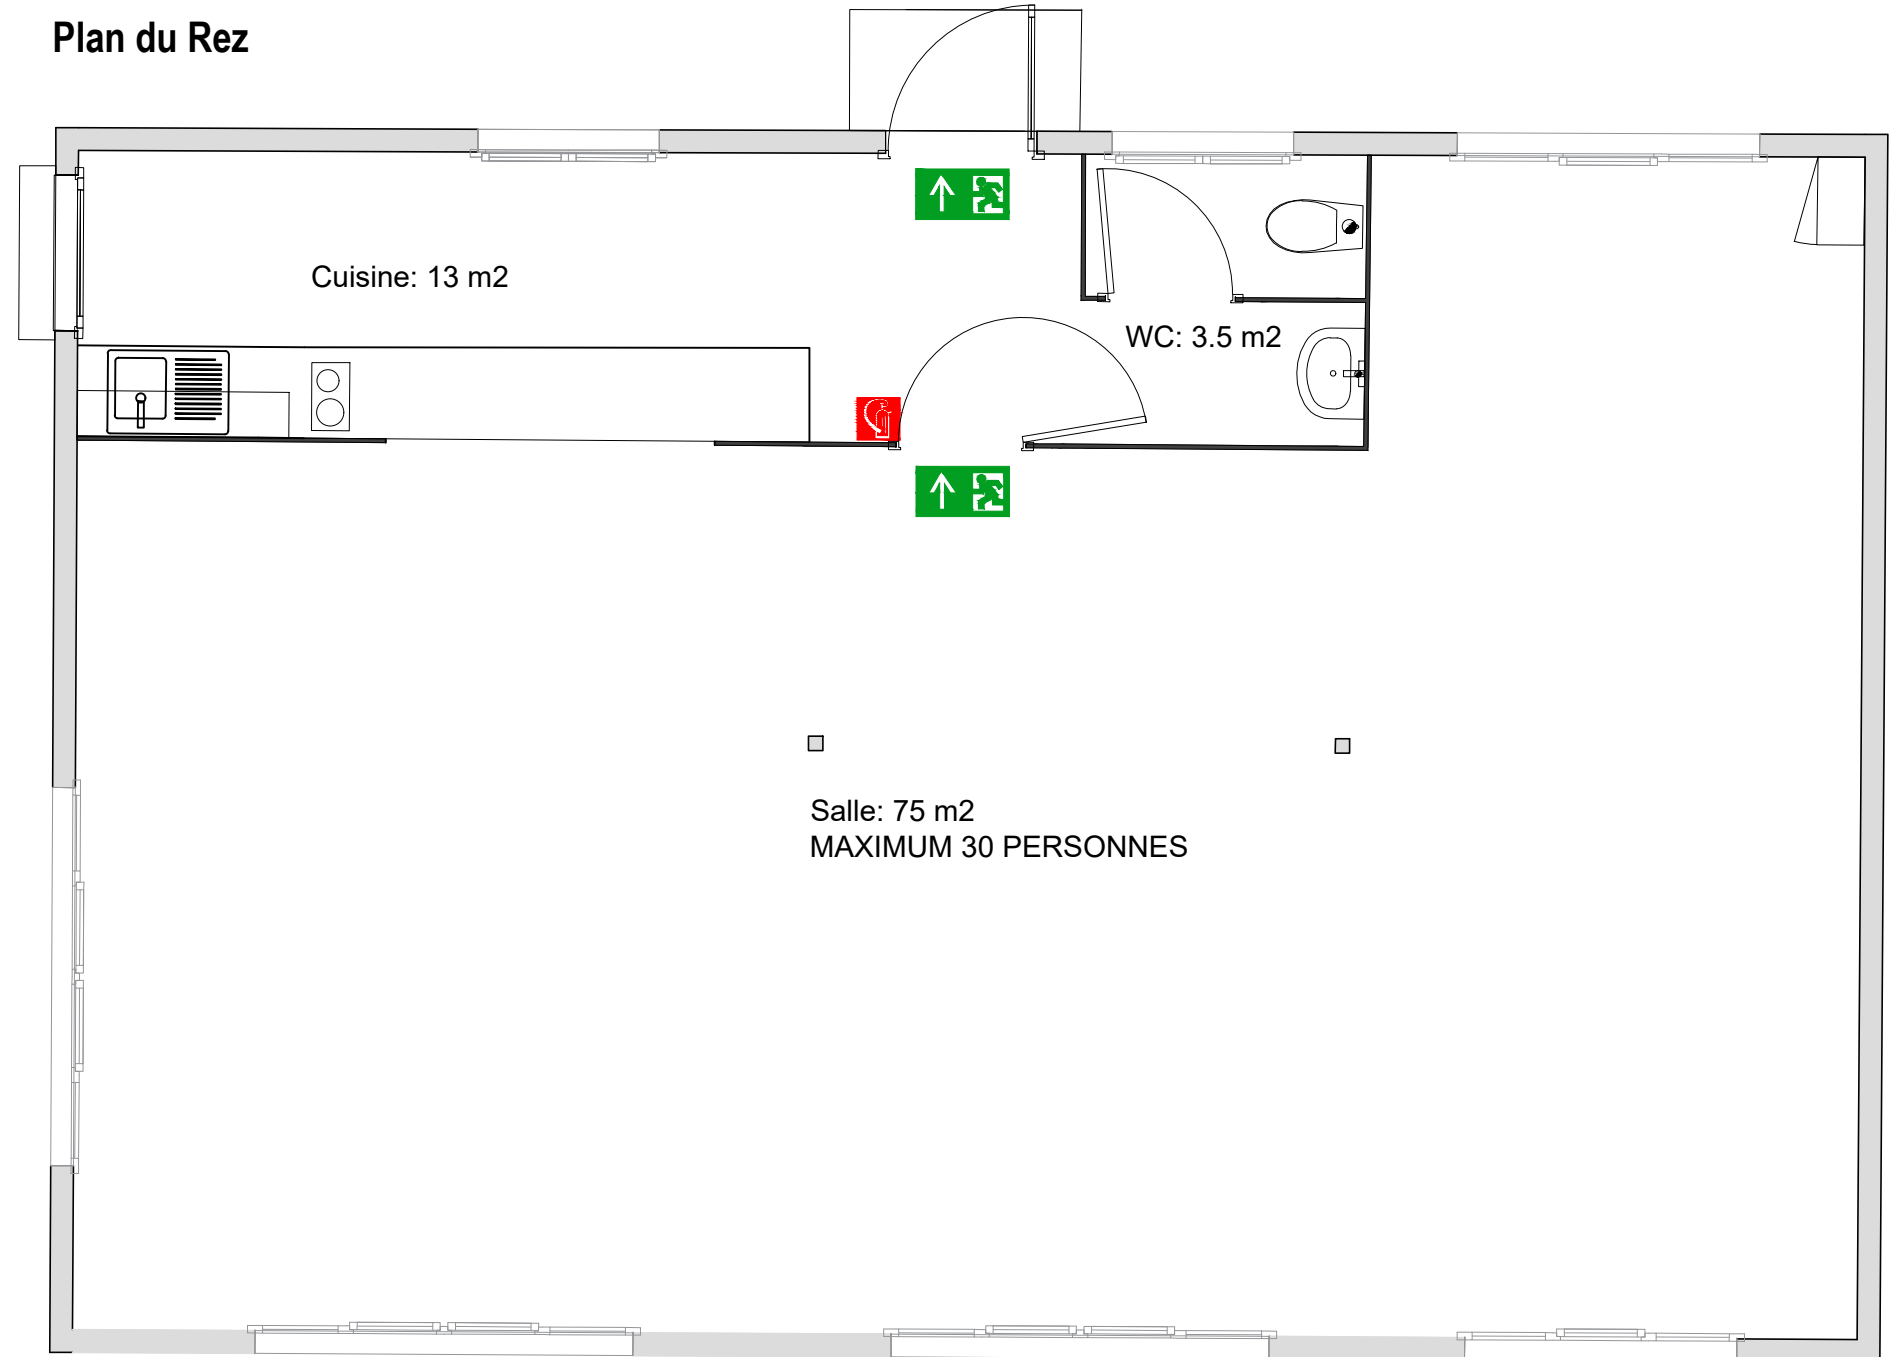 Plan du Rez
Cuisine: 13 m2
WC: 3.5 m2
Salle: 75 m2
MAXIMUM 30 PERSONNES